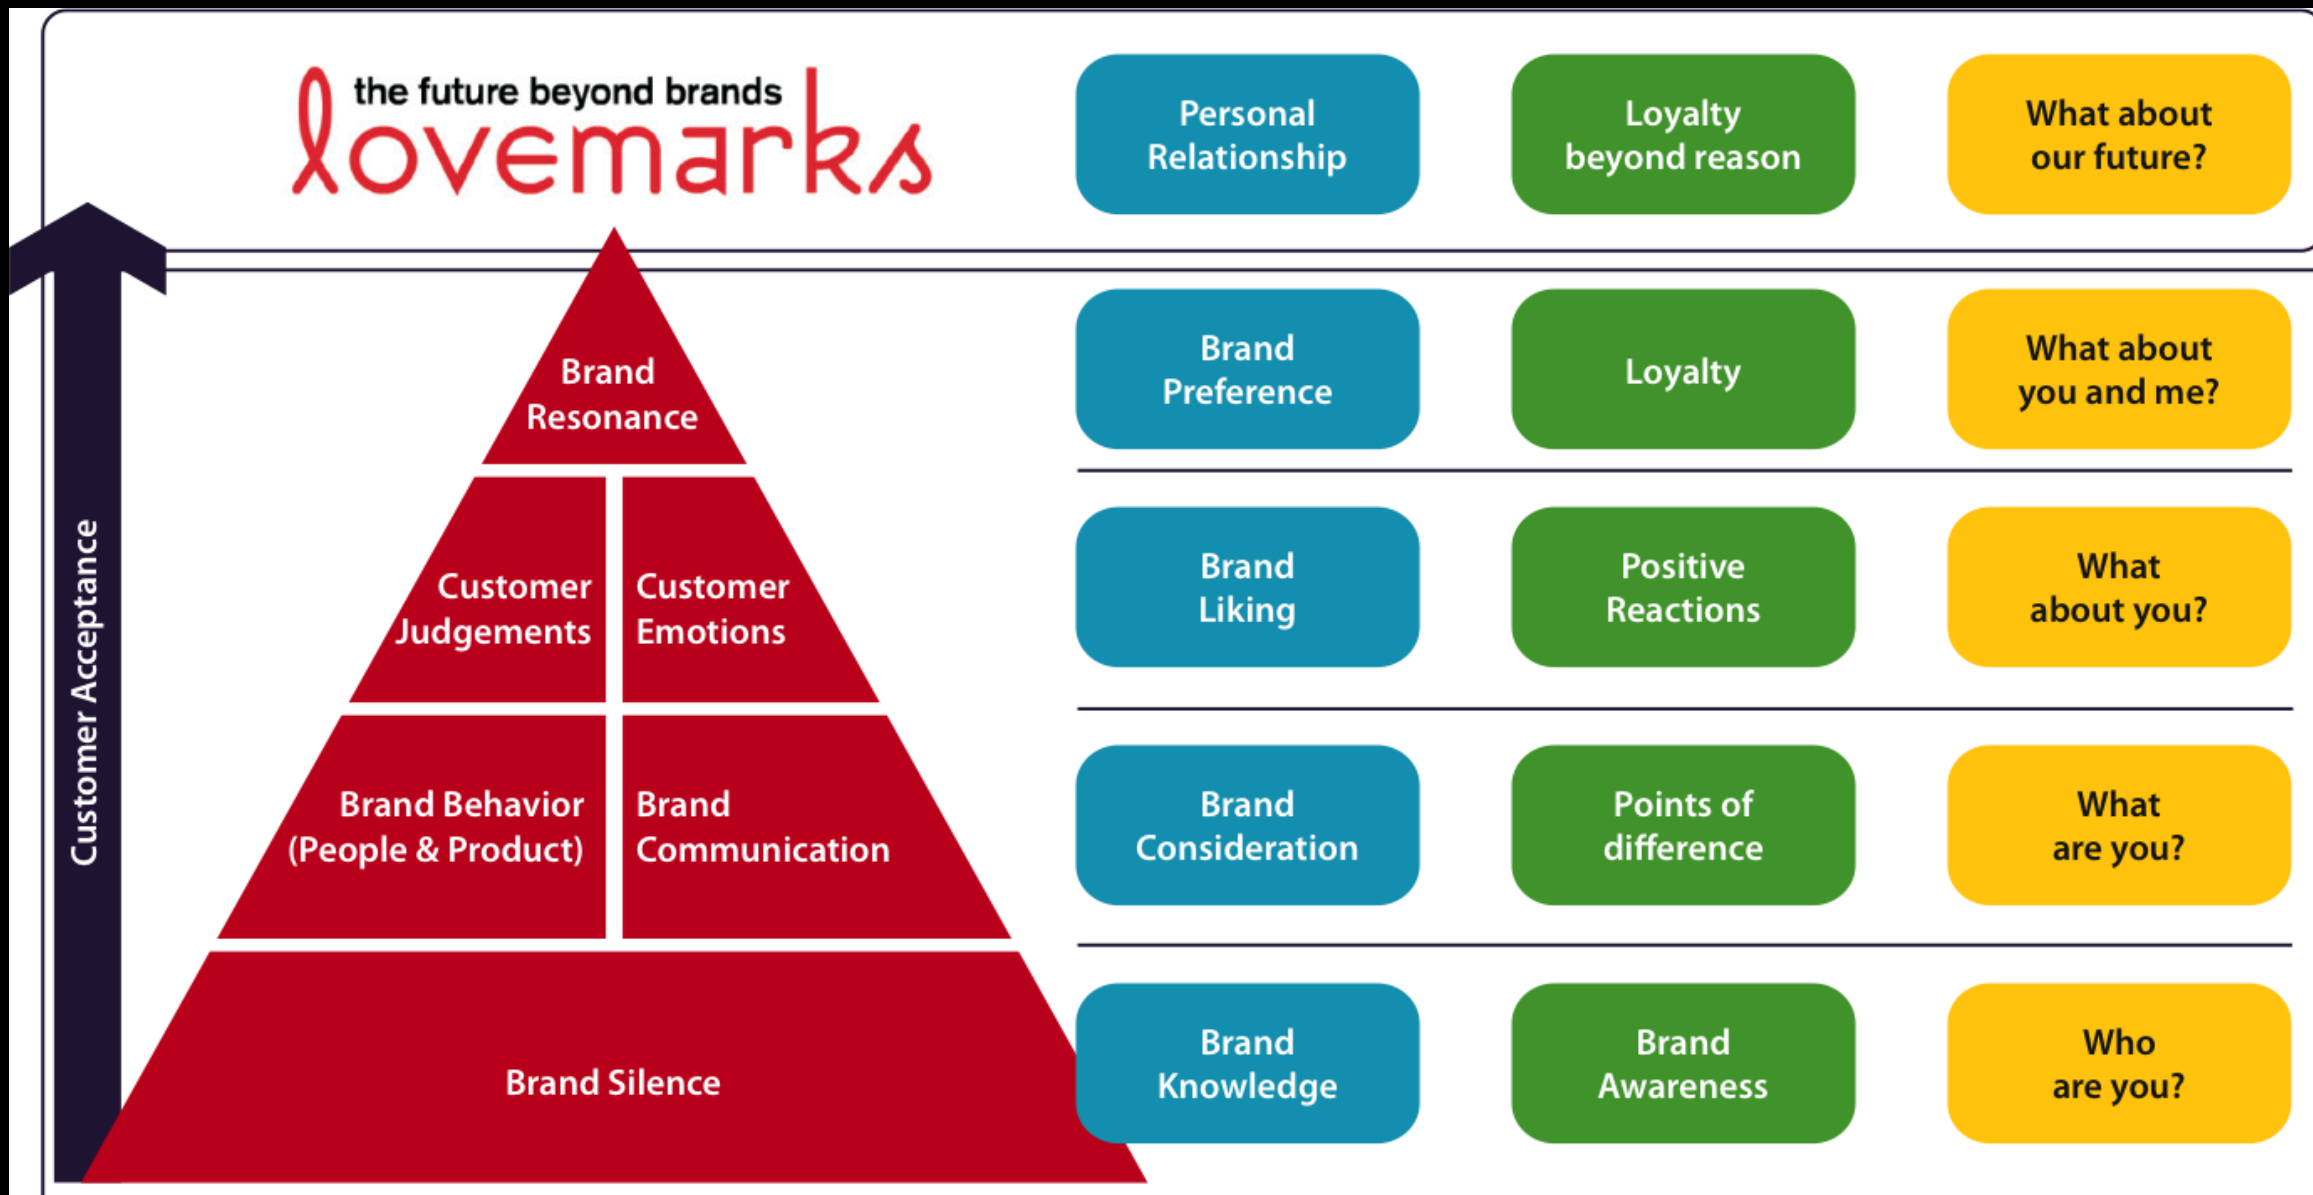 the future beyond brands
lovemarks
Personal
Relationship
Loyalty
beyond reason
What about
our future?
Customer Acceptance
Brand
Resonance
Brand
Preference
Loyalty
What about
you and me?
Customer
Judgements
Customer
Emotions
Brand
Liking
Positive
Reactions
What
about you?
Brand Behavior
(People & Product)
Brand
Communication
Brand
Consideration
Points of
difference
What
are you?
Brand Silence
Brand
Knowledge
Brand
Awareness
Who
are you?